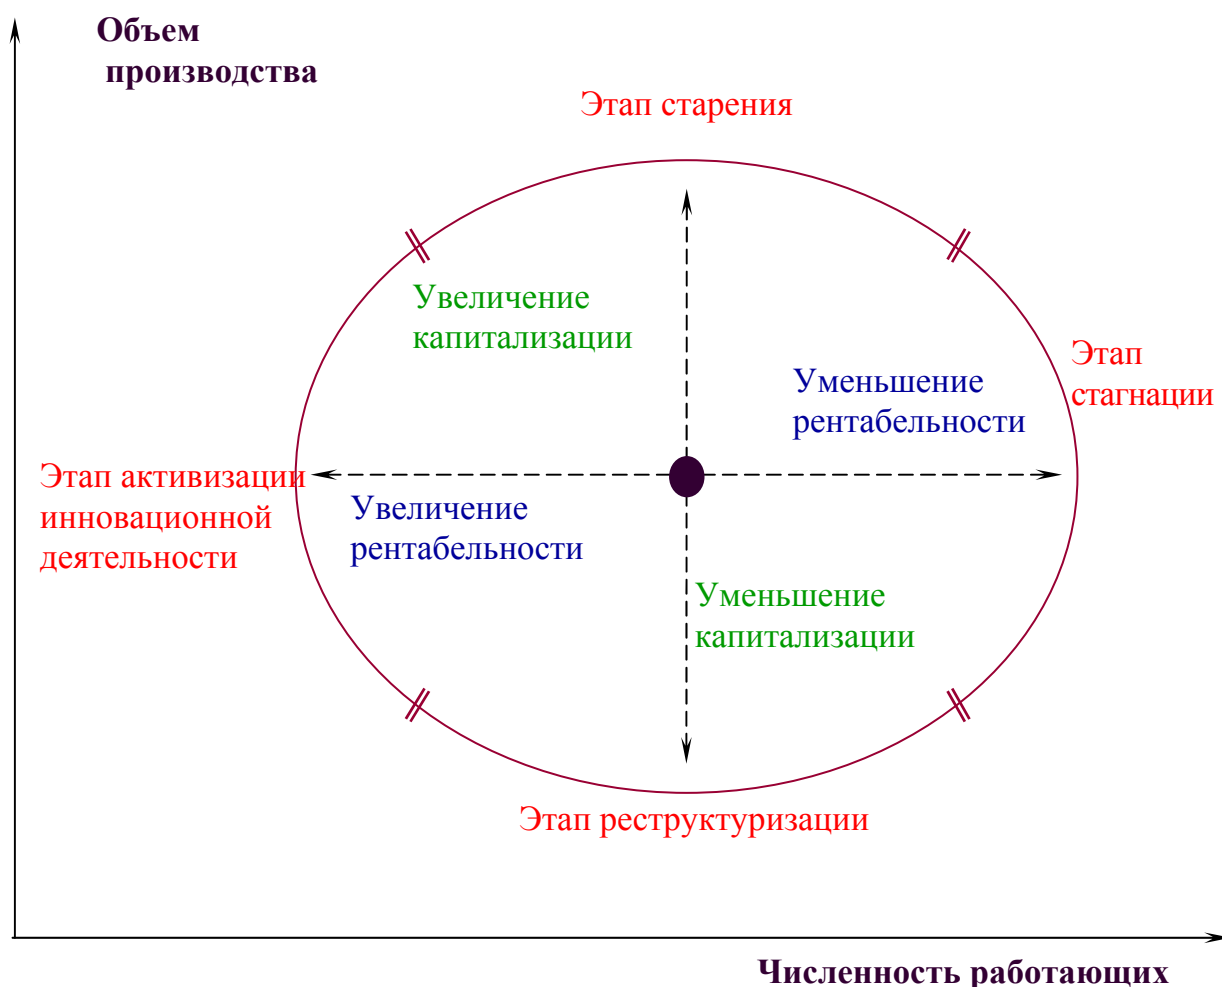 Объем
производства
Этап старения
Увеличение
капитализации
Этап
стагнации
Уменьшение
рентабельности
Этап активизации
инновационной
деятельности
Увеличение
рентабельности
Уменьшение
капитализации
Этап реструктуризации
Численность работающих